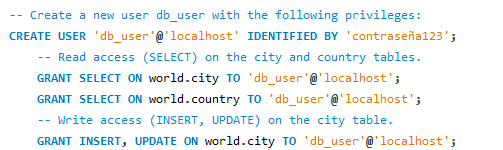 -- Create a new user db_user with the following privileges:
CREATE USER 'db_user'@'localhost' IDENTIFIED BY 'contraseña123';
-- Read access (SELECT) on the city and country tables.
GRANT SELECT ON world.city TO 'db_user'@'localhost';
GRANT SELECT ON world.country TO 'db_user'@'localhost';
-- Write access (INSERT, UPDATE) on the city table.
GRANT INSERT, UPDATE ON world.city TO 'db_user'@'localhost';